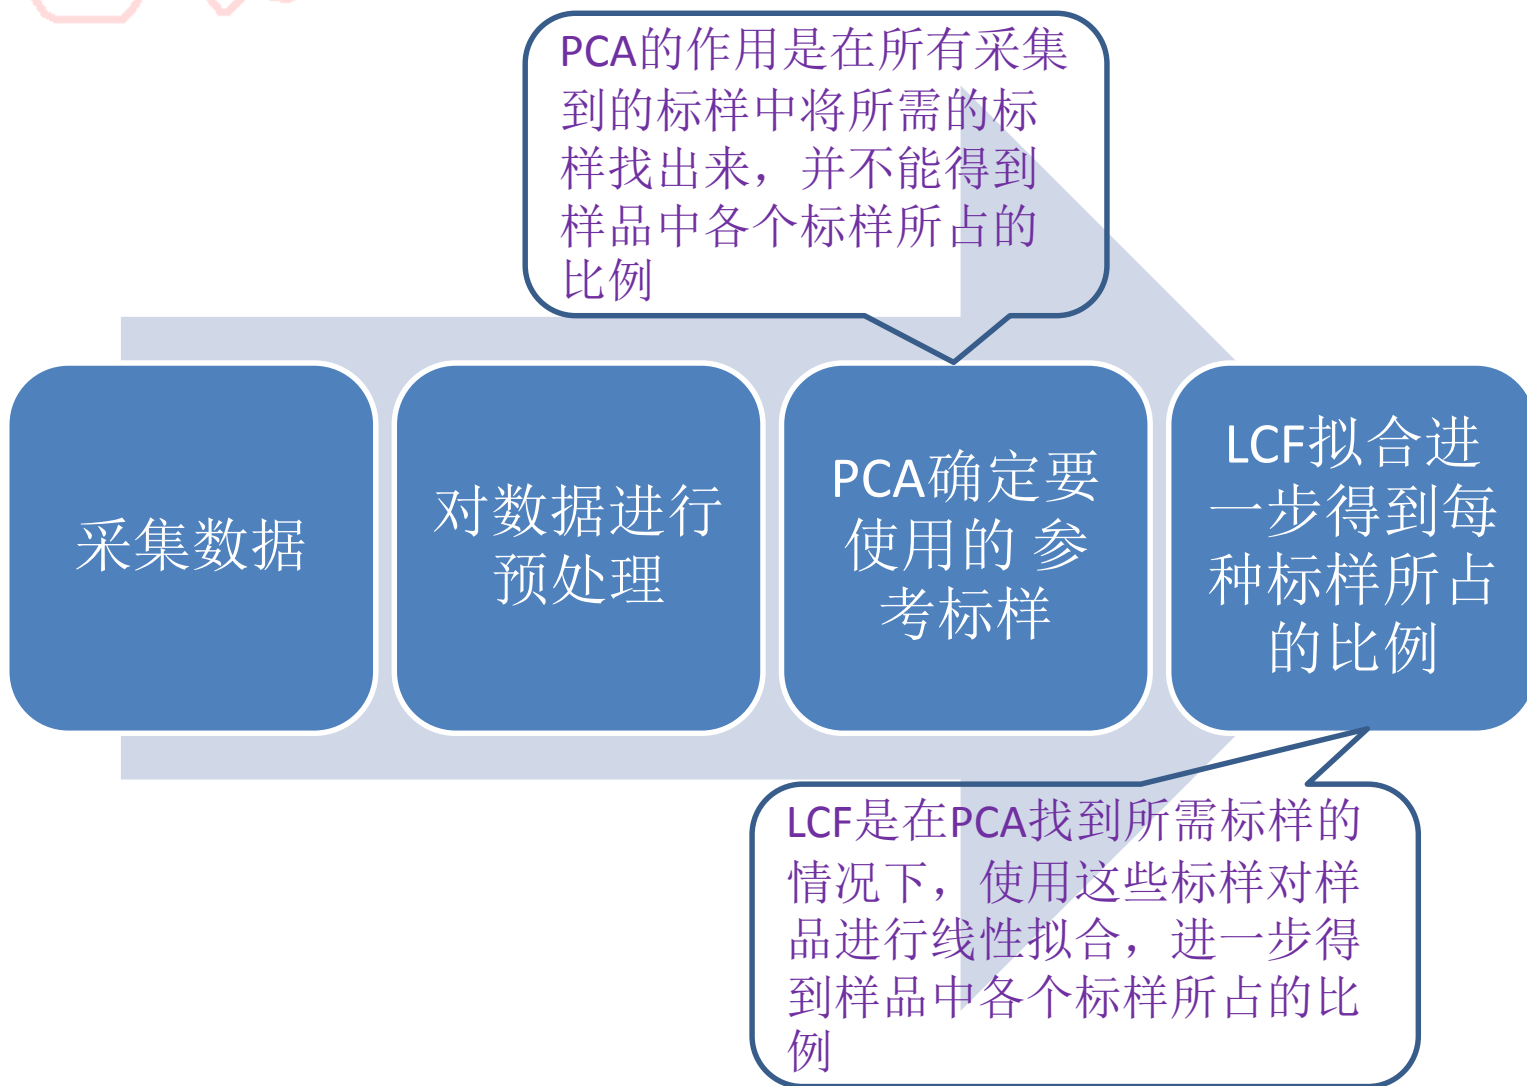 PCA的作用是在所有采集
到的标样中将所需的标
样找出来，并不能得到
样品中各个标样所占的
比例
采集数据
对数据进行
预处理
PCA确定要
使用的 参
考标样
LCF拟合进
一步得到每
种标样所占
的比例
LCF是在PCA找到所需标样的
情况下，使用这些标样对样
品进行线性拟合，进一步得
到样品中各个标样所占的比
例